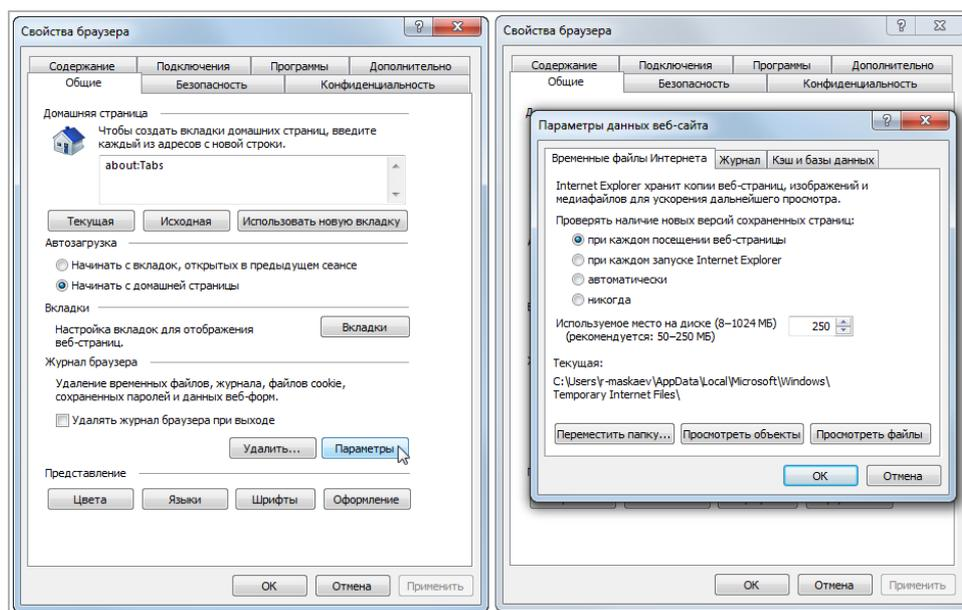 Свойства браузера
Содержание Подключения Программы Дополнительно
Общие Безопасность Конфиденциальность
Домашняя страница
Чтобы создать вкладки домашних страниц, введите
каждый из адресов с новой строки.
about:Tabs
Текущая Исходная Использовать новую вкладку
Автозагрузка
Начинать с вкладок, открытых в предыдущем сеансе
Начинать с домашней страницы
Вкладки
Настройка вкладок для отображения
веб-страниц.
Вкладки
Журнал браузера
Удаление временных файлов, журнала, файлов cookie,
сохраненных паролей и данных веб-форм.
Удалять журнал браузера при выходе
Удалить... Параметры
Представление
Цвета Языки Шрифты Оформление
ОК Отмена Применить
Свойства браузера
Содержание Подключения Программы Дополнительно
Общие Безопасность Конфиденциальность
Параметры данных веб-сайта
Временные файлы Интернета Журнал Кэш и базы данных
Internet Explorer хранит копии веб-страниц, изображений и
медиафайлов для ускорения дальнейшего просмотра.
Проверять наличие новых версий сохраненных страниц:
при каждом посещении веб-страницы
при каждом запуске Internet Explorer
автоматически
никогда
Используемое место на диске (8–1024 МБ) 250
(рекомендуется: 50–250 МБ)
Текущая:
C:\Users\r-maskaev\AppData\Local\Microsoft\Windows\
Temporary Internet Files\
Переместить папку... Просмотреть объекты Просмотреть файлы
ОК Отмена
ОК Отмена Применить